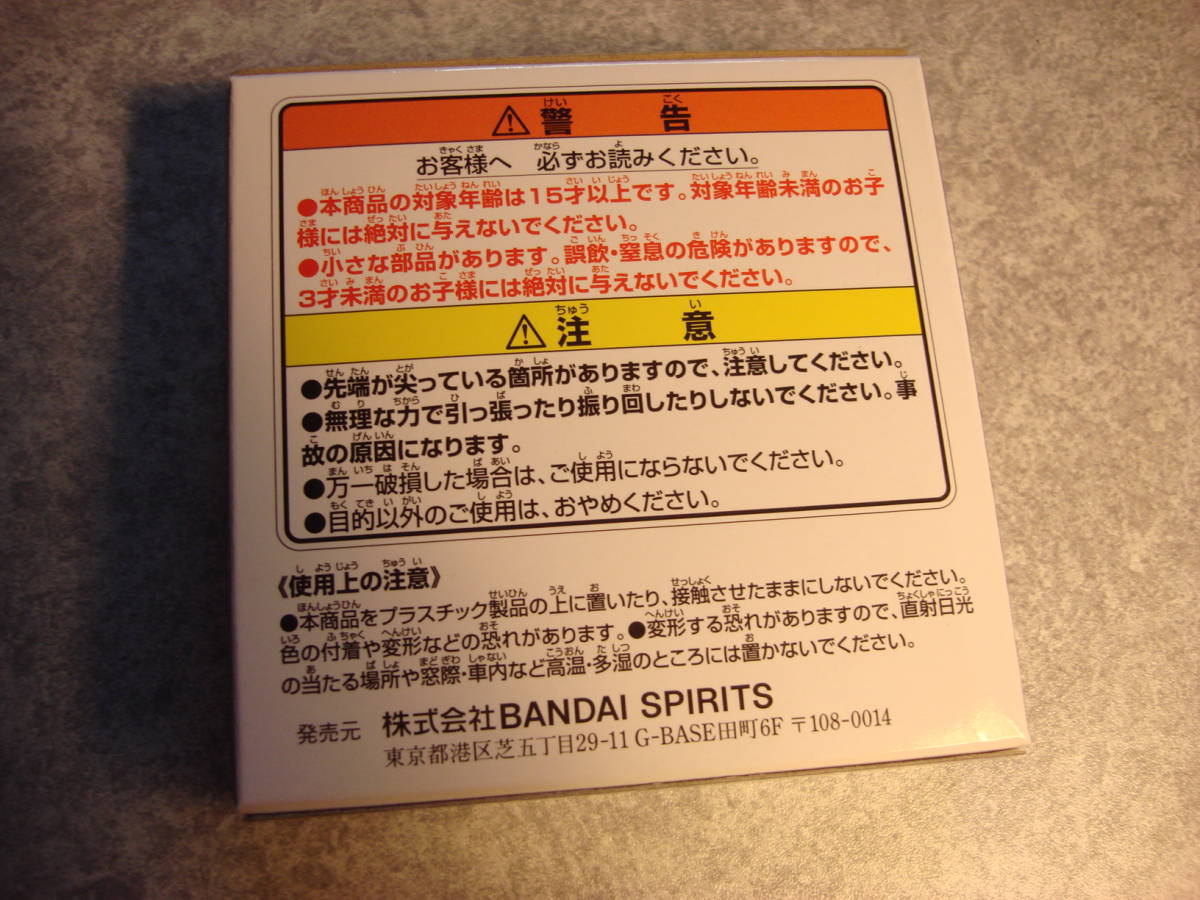 ⚠警告
お客様へ 必ずお読みください。
●本商品の対象年齢は15才以上です。対象年齢未満のお子
様には絶対に与えないでください。
●小さな部品があります。誤飲・窒息の危険がありますので、
3才未満のお子様には絶対に与えないでください。
⚠注意
●先端が尖っている箇所がありますので、注意してください。
●無理な力で引っ張ったり振り回したりしないでください。事
故の原因になります。
●万一破損した場合は、ご使用にならないでください。
●目的以外のご使用は、おやめください。
《使用上の注意》
●本商品をプラスチック製品の上に置いたり、接触させたままにしないでください。
色の付着や変形などの恐れがあります。●変形する恐れがありますので、直射日光
の当たる場所や窓際・車内など高温・多湿のところには置かないでください。
発売元 株式会社BANDAI SPIRITS
東京都港区芝五丁目29-11 G-BASE田町6F 〒108-0014